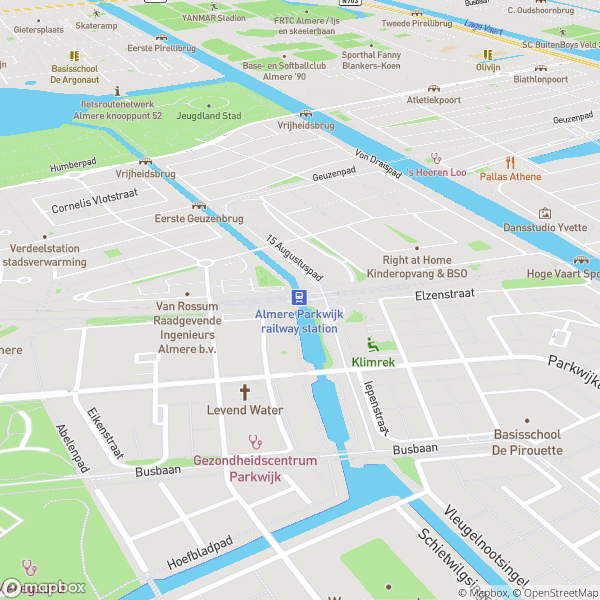 YANMAR Stadion
FRTC Almere / Ijs
en skeelerbaan
N703
Tweede Pirellibrug
Busbaan
C. Oudshoornbrug
Skateramp
Gietersplaats
Eerste Pirellibrug
Laga Vaart
SC BuitenBoys Veld
Sporthal Fanny
Blankers-Koen
Base- en Softballclub
Almere '90
Basisschool
De Argonaut
Olivijn
Biathlonpoort
Atletiekpoort
fietsroutenetwerk
Almere knooppunt 52
Jeugdland Stad
Vrijheidsbrug
Geuzenpad
Von Draispad
Humberpad
Vrijheidsbrug
Geuzenpad
's Heeren Loo
Pallas Athene
Cornelis Vlotstraat
Eerste Geuzenbrug
Dansstudio Yvette
15 Augustuspad
Verdeelstation
stadsverwarming
Right at Home
Kinderopvang & BSO
Hoge Vaart Spo
Van Rossum
Raadgevende
Ingenieurs
Almere b.v.
Elzenstraat
Almere Parkwijk
railway station
mere
Klimrek
Parkwijk
Levend Water
Iepenstraat
Eikenstraat
Abelenpad
Basisschool
De Pirouette
Busbaan
Busbaan
Gezondheidscentrum
Parkwijk
Hoefbladpad
Vleugelnootsingel
Schietwilgsing
mapbox
© Mapbox, © OpenStreetMap